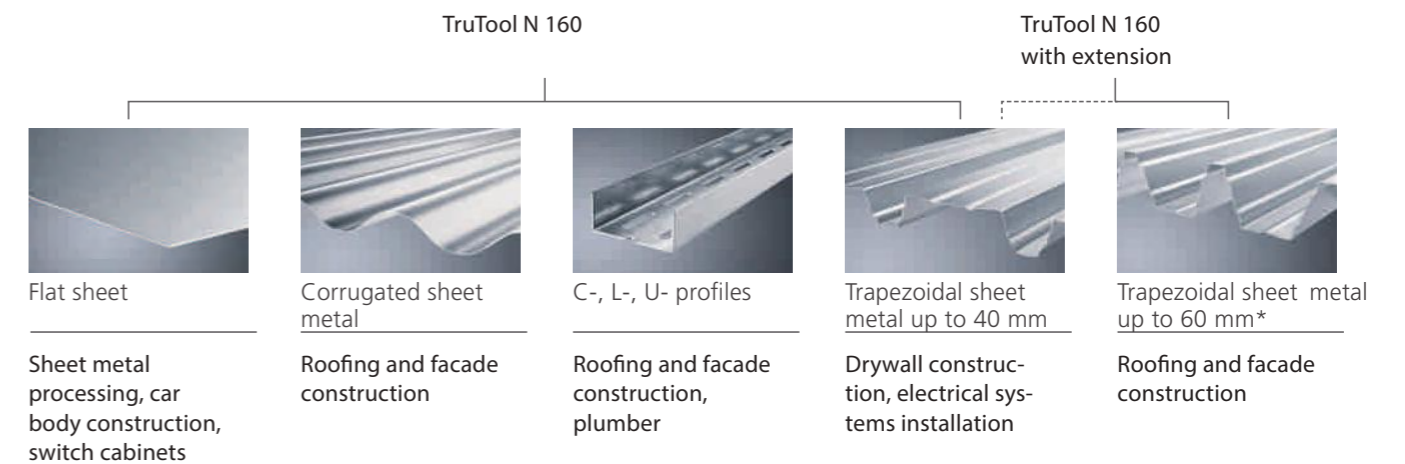 TruTool N 160
TruTool N 160
with extension
Flat sheet
Corrugated sheet
metal
C-, L-, U- profiles
Trapezoidal sheet
metal up to 40 mm
Trapezoidal sheet  metal
up to 60 mm*
Sheet metal
processing, car
body construction,
switch cabinets
Roofing and facade
construction
Roofing and facade
construction,
plumber
Drywall construc-
tion, electrical sys-
tems installation
Roofing and facade
construction